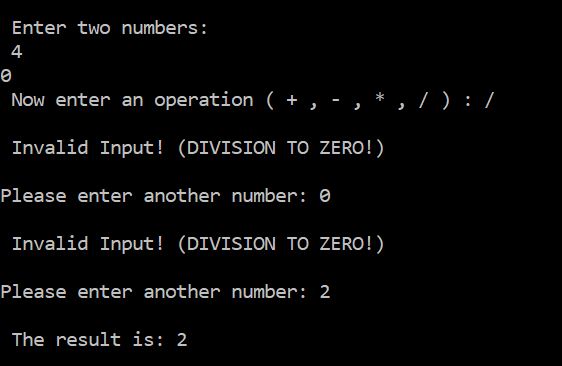 Enter two numbers:
4
0
Now enter an operation ( + , - , * , / ) : /
Invalid Input! (DIVISION TO ZERO!)
Please enter another number: 0
Invalid Input! (DIVISION TO ZERO!)
Please enter another number: 2
The result is: 2